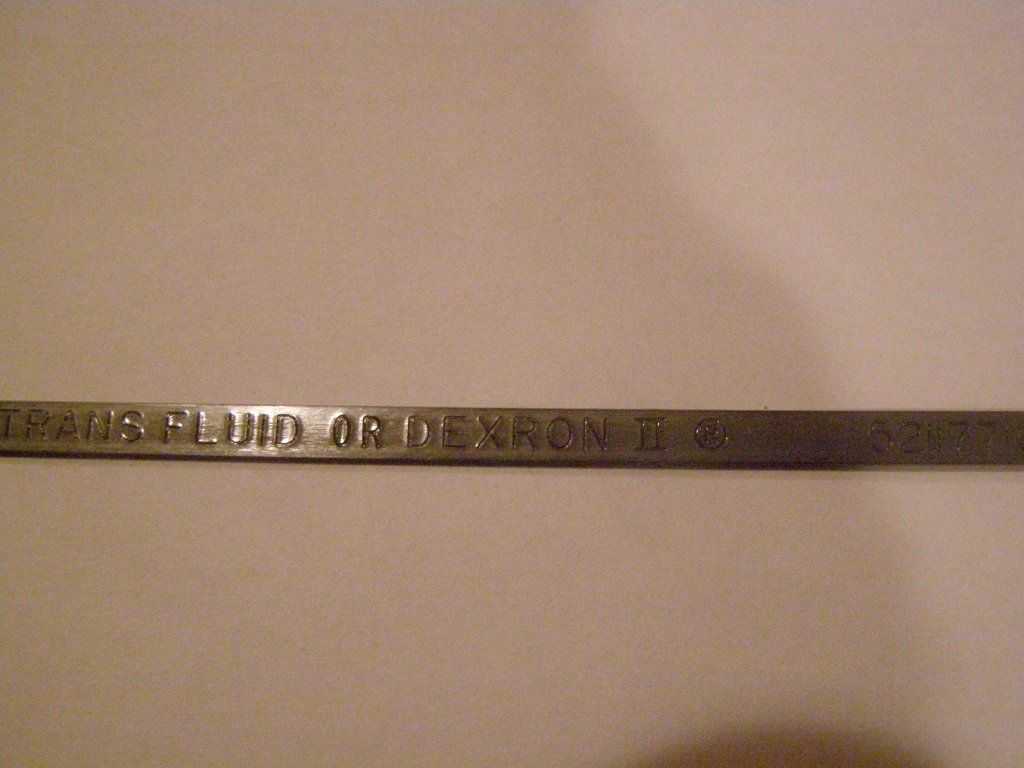 TRANS FLUID OR DEXRON II ®